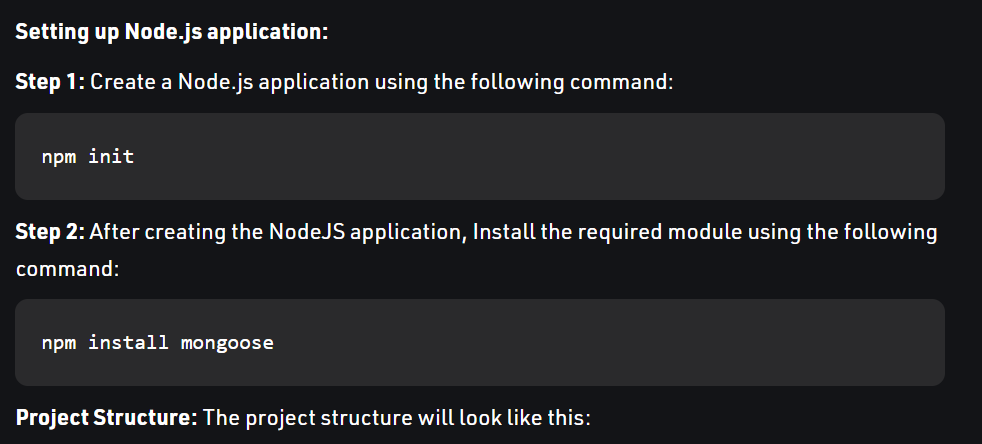 Setting up Node.js application:
Step 1: Create a Node.js application using the following command:
npm init
Step 2: After creating the NodeJS application, Install the required module using the following
command:
npm install mongoose
Project Structure: The project structure will look like this: